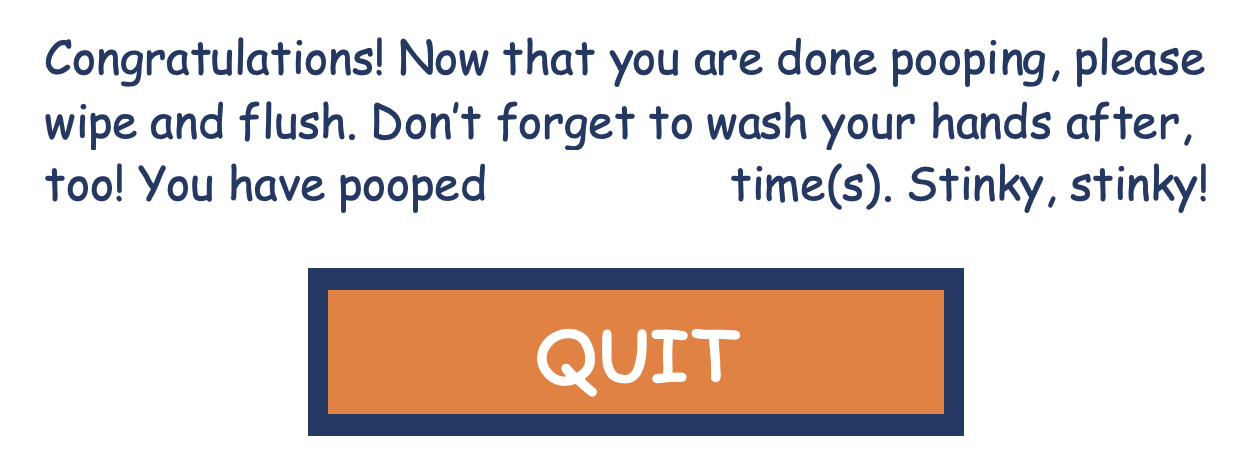 Congratulations! Now that you are done pooping, please
wipe and flush. Don't forget to wash your hands after,
too! You have pooped time(s). Stinky, stinky!
QUIT